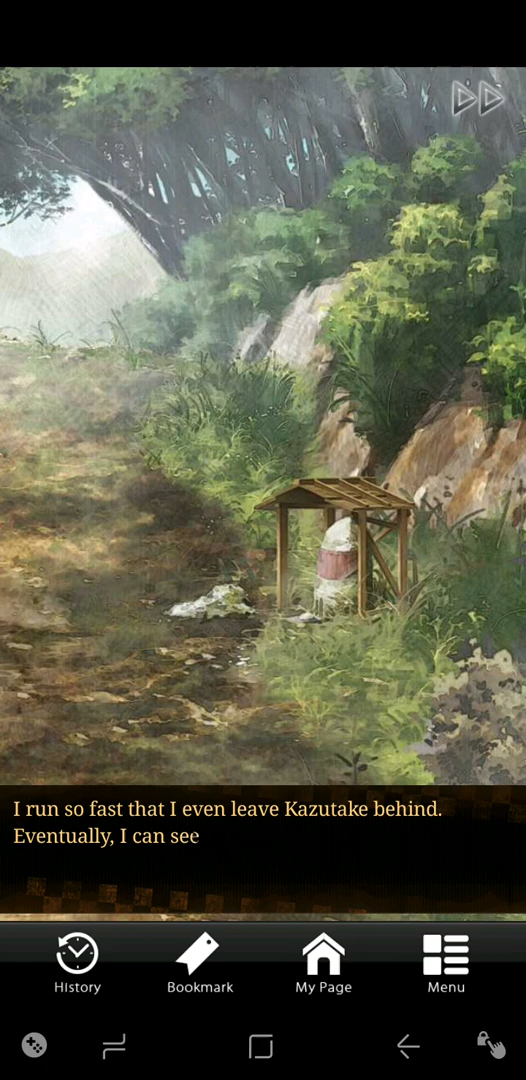 I run so fast that I even leave Kazutake behind.
Eventually, I can see
History
Bookmark
My Page
Menu